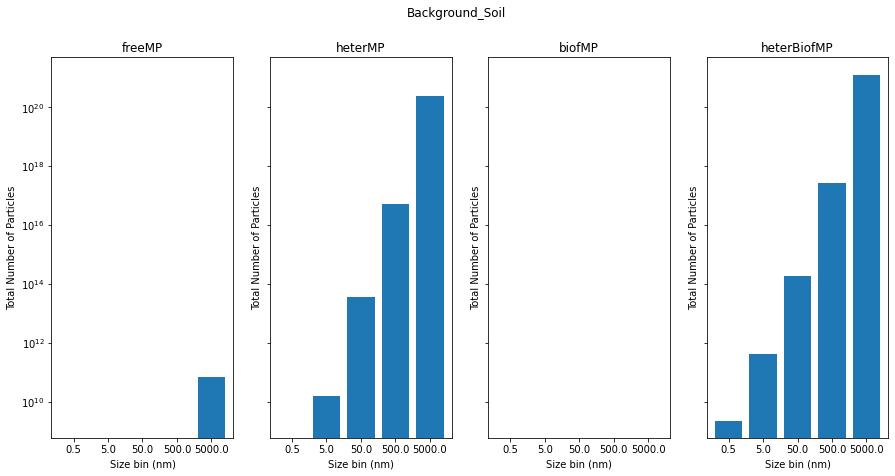 Background_Soil
freeMP
heterMP
biofMP
heterBiofMP
Total Number of Particles
10^20
10^18
10^16
10^14
10^12
10^10
0.5 5.0 50.0 500.0 5000.0
Size bin (nm)
Total Number of Particles
0.5 5.0 50.0 500.0 5000.0
Size bin (nm)
Total Number of Particles
0.5 5.0 50.0 500.0 5000.0
Size bin (nm)
Total Number of Particles
0.5 5.0 50.0 500.0 5000.0
Size bin (nm)